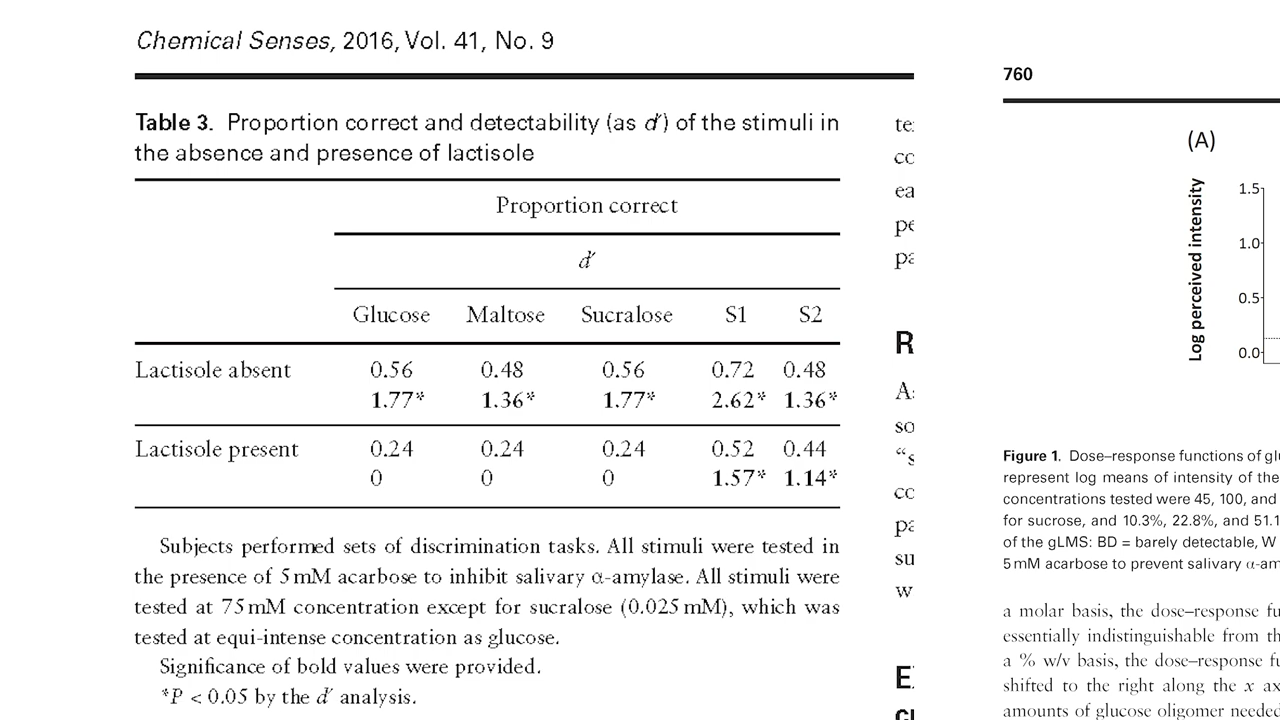 Chemical Senses, 2016, Vol. 41, No. 9
Table 3. Proportion correct and detectability (as d′) of the stimuli in
the absence and presence of lactisole
Proportion correct
d′
Glucose Maltose Sucralose S1 S2
Lactisole absent 0.56 0.48 0.56 0.72 0.48
1.77* 1.36* 1.77* 2.62* 1.36*
Lactisole present 0.24 0.24 0.24 0.52 0.44
0 0 0 1.57* 1.14*
Subjects performed sets of discrimination tasks. All stimuli were tested in
the presence of 5 mM acarbose to inhibit salivary α-amylase. All stimuli were
tested at 75 mM concentration except for sucralose (0.025 mM), which was
tested at equi-intense concentration as glucose.
Significance of bold values were provided.
*P < 0.05 by the d′ analysis.
760
(A)
Log perceived intensity
1.5
1.0
0.5
0.0
Figure 1. Dose–response functions of
represent log means of intensity of the
concentrations tested were 45, 100, and
for sucrose, and 10.3%, 22.8%, and
of the gLMS: BD = barely detectable, W
5 mM acarbose to prevent salivary
a molar basis, the dose–response
essentially indistinguishable from
a % w/v basis, the dose–response
shifted to the right along the x
amounts of glucose oligomer needed